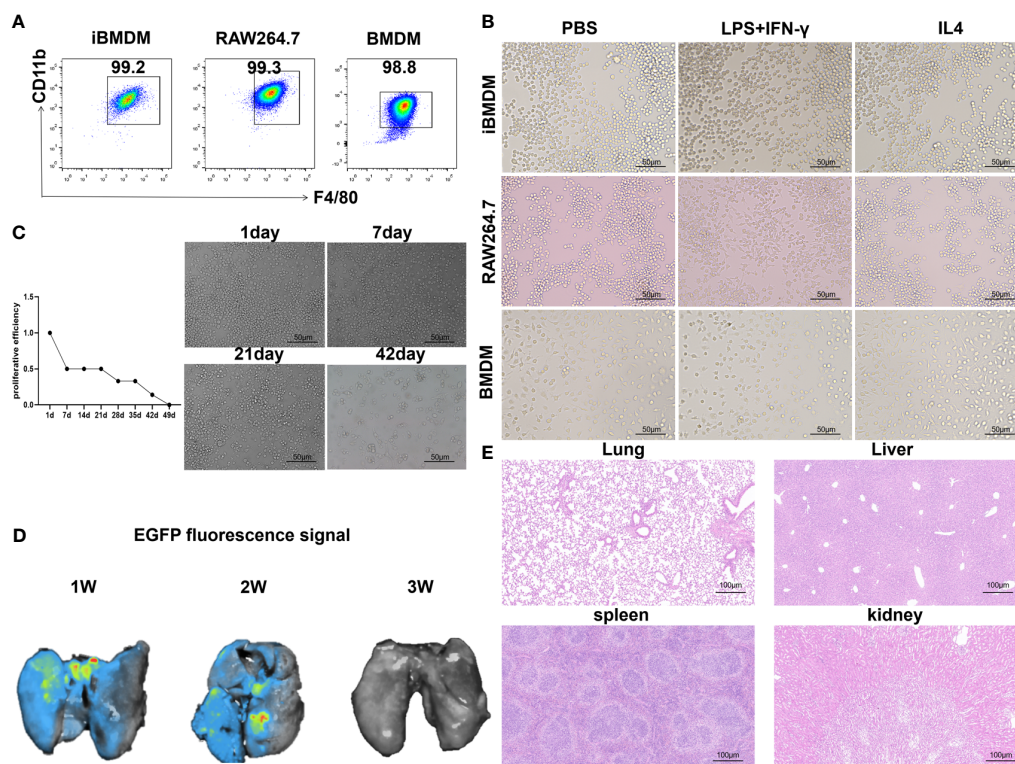 A
iBMDM RAW264.7 BMDM
99.2 99.3 98.8
CD11b
F4/80
B
PBS LPS+IFN-γ IL4
iBMDM
50μm 50μm 50μm
RAW264.7
50μm 50μm 50μm
BMDM
50μm 50μm 50μm
C
1day 7day
50μm 50μm
21day 42day
50μm 50μm
proliferative efficiency
1.5
1.0
0.5
0.0
1d 7d 14d 21d 28d 35d 42d 49d
D
EGFP fluorescence signal
1W 2W 3W
E
Lung Liver
100μm 100μm
spleen kidney
100μm 100μm